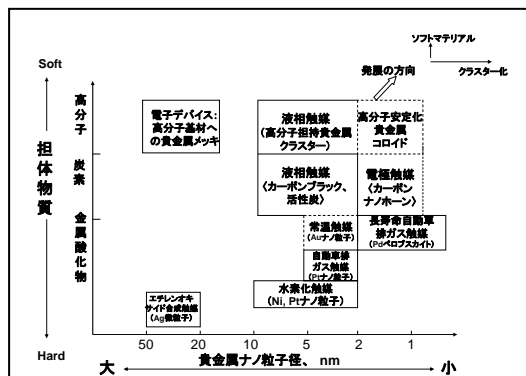 ソフトマテリアル
クラスター化
発展の方向
Soft
担体物質
高分子
炭素
金属酸化物
Hard
電子デバイス:
高分子基材へ
の貴金属メッキ
液相触媒
(高分子担持貴金属
クラスター)
高分子安定化
貴金属
コロイド
液相触媒
(カーボンブラック、
活性炭)
電極触媒
(カーボン
ナノホーン)
常温触媒
(Auナノ粒子)
長寿命自動車
排ガス触媒
(Pdペロブスカイト)
自動車排
ガス触媒
(Ptナノ粒子)
水素化触媒
(Ni, Ptナノ粒子)
エチレンオキ
サイド合成触媒
(Ag微粒子)
50 20 10 5 2 1
大 貴金属ナノ粒子径、 nm 小